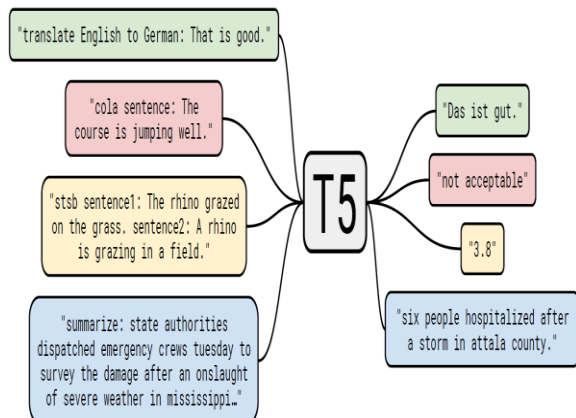 "translate English to German: That is good."
"cola sentence: The
course is jumping well."
"stsb sentence1: The rhino grazed
on the grass. sentence2: A rhino
is grazing in a field."
"summarize: state authorities
dispatched emergency crews tuesday to
survey the damage after an onslaught
of severe weather in mississippi…"
T5
"Das ist gut."
"not acceptable"
"3.8"
"six people hospitalized after
a storm in attala county."